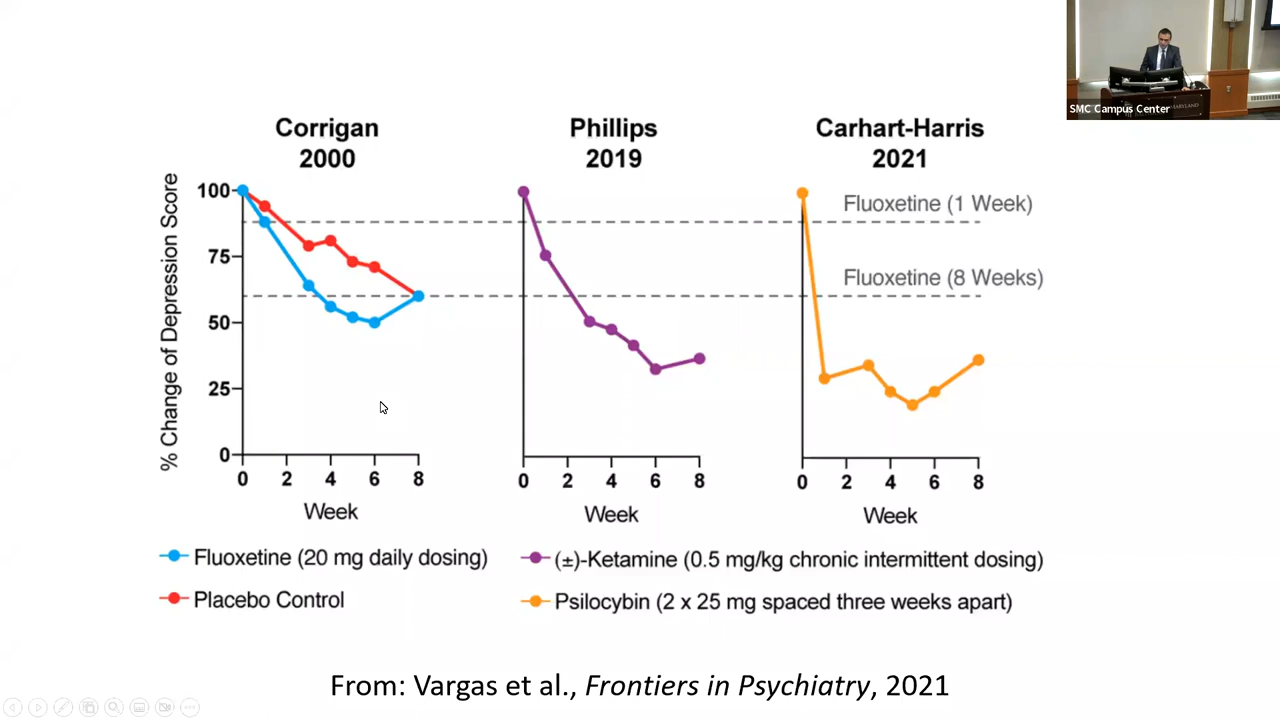 SMC Campus Center
Corrigan
2000
Phillips
2019
Carhart-Harris
2021
% Change of Depression Score
100
75
50
25
0
Fluoxetine (1 Week)
Fluoxetine (8 Weeks)
0 2 4 6 8
0 2 4 6 8
0 2 4 6 8
Week
Week
Week
Fluoxetine (20 mg daily dosing)
Placebo Control
(±)-Ketamine (0.5 mg/kg chronic intermittent dosing)
Psilocybin (2 x 25 mg spaced three weeks apart)
From: Vargas et al., Frontiers in Psychiatry, 2021